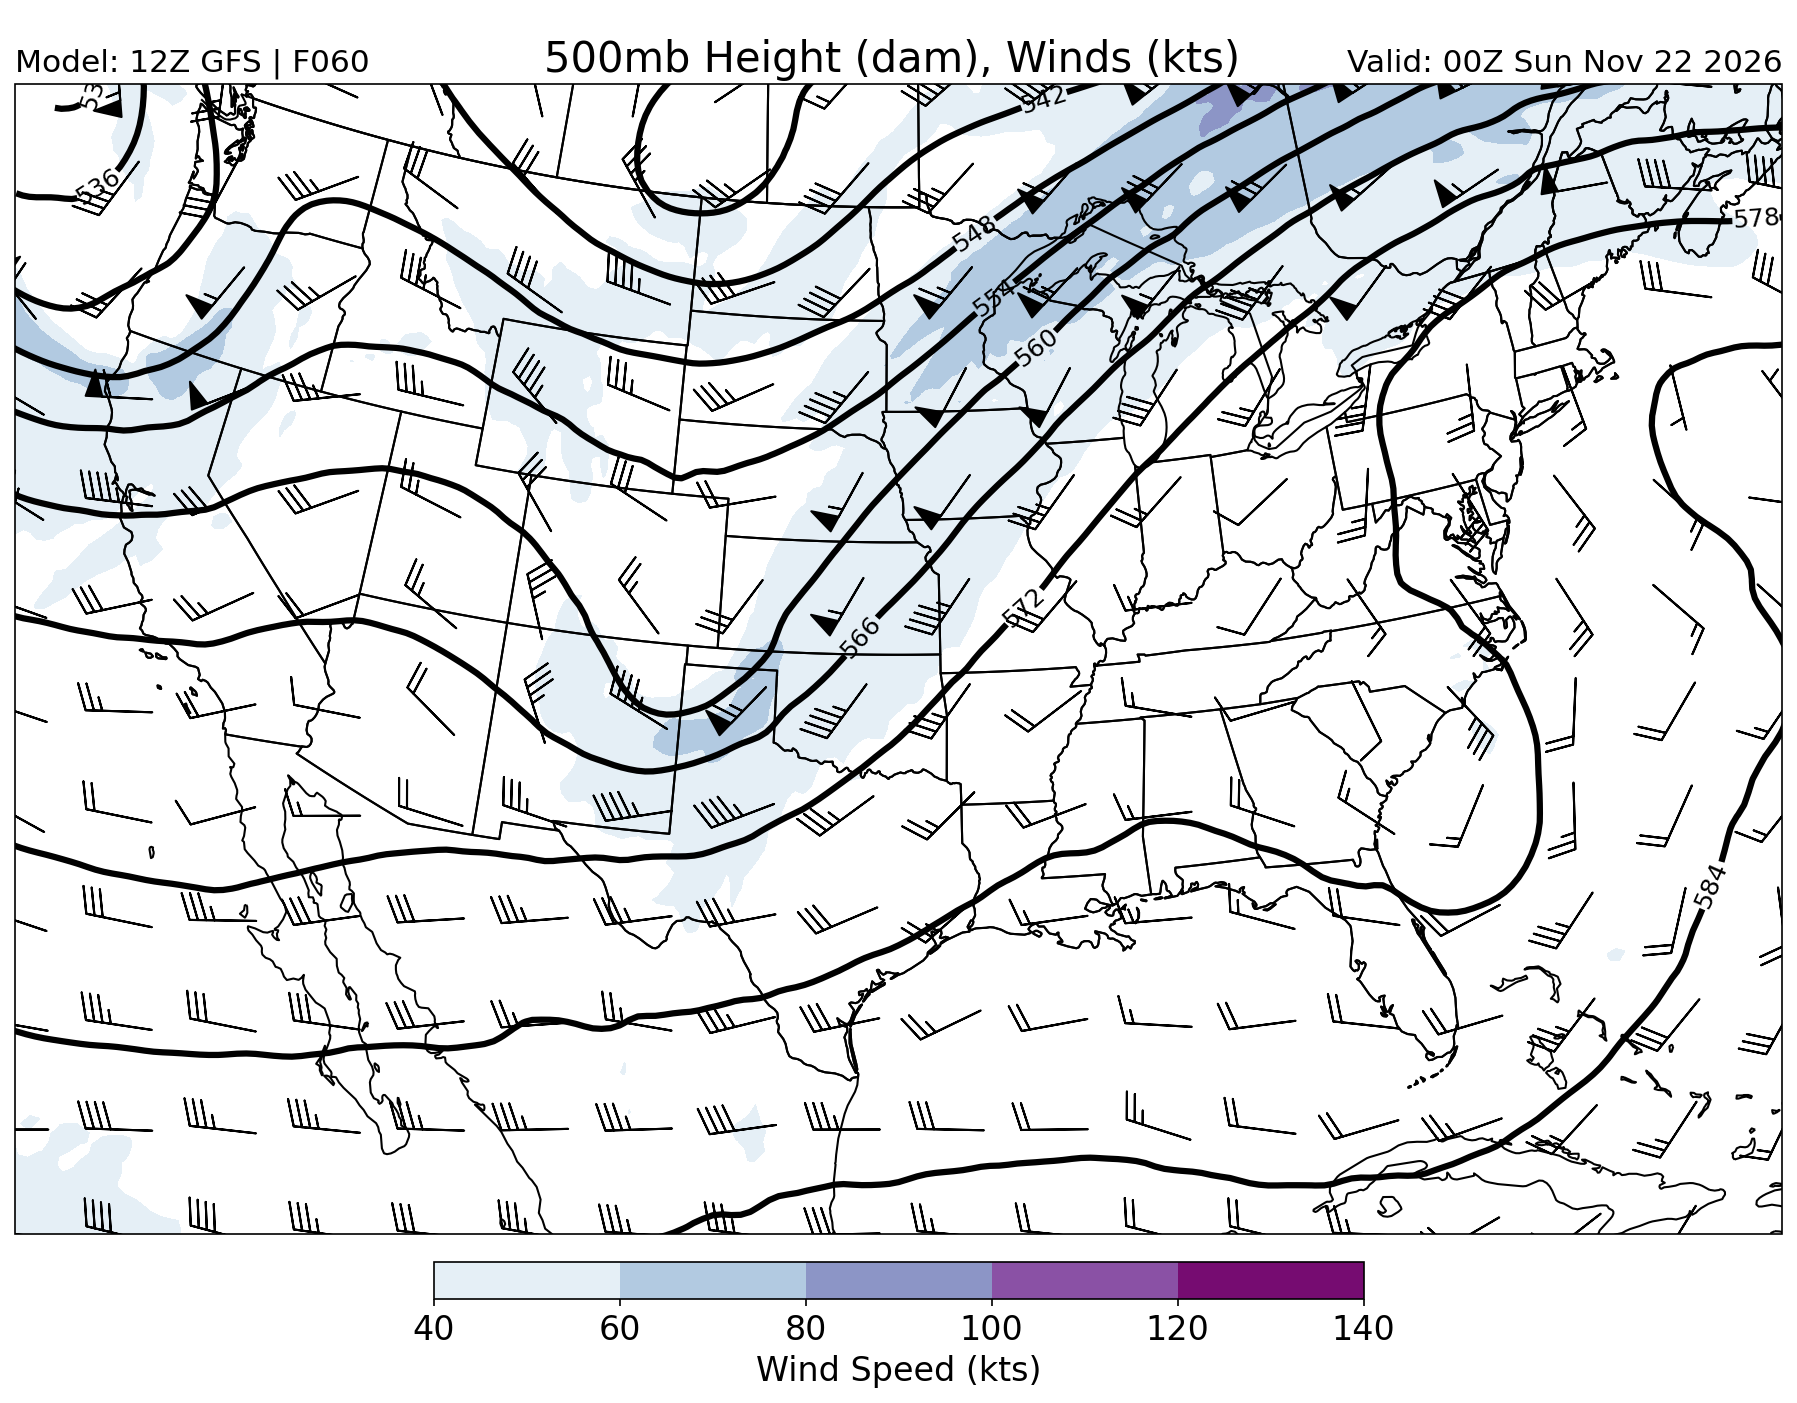 Model: 12Z GFS | F060
500mb Height (dam), Winds (kts)
Valid: 00Z Sun Nov 22 2026
542
536
578
548
554
560
572
566
584
40 60 80 100 120 140
Wind Speed (kts)